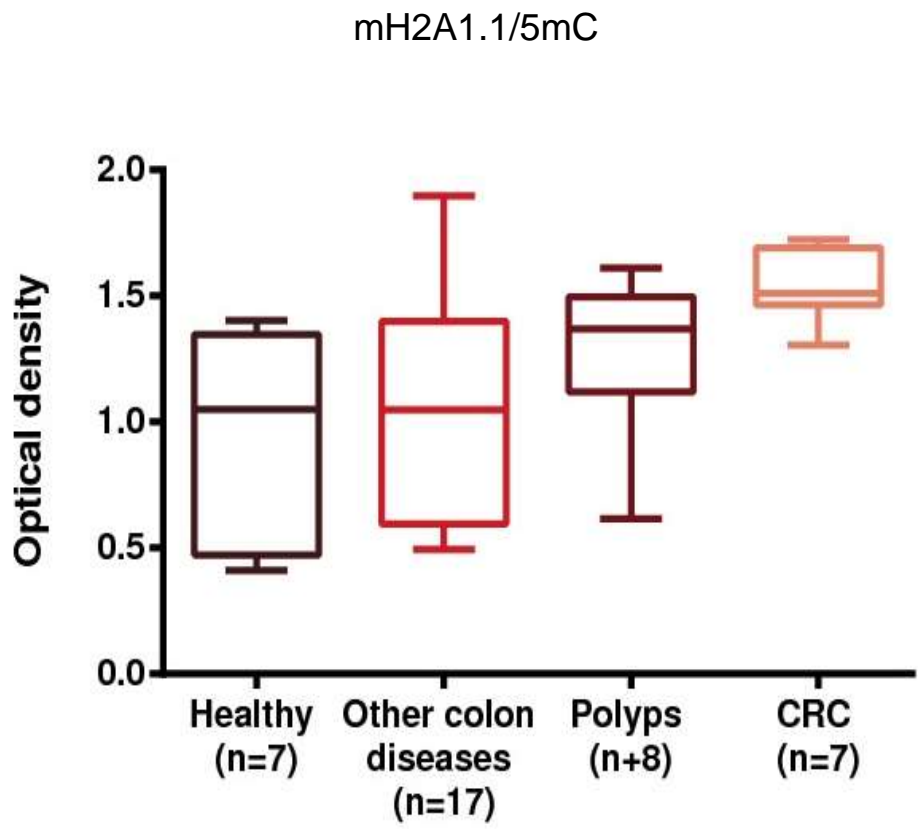 mH2A1.1/5mC
2.0
1.5
1.0
0.5
0.0
Optical density
Healthy
(n=7)
Other colon
diseases
(n=17)
Polyps
(n+8)
CRC
(n=7)